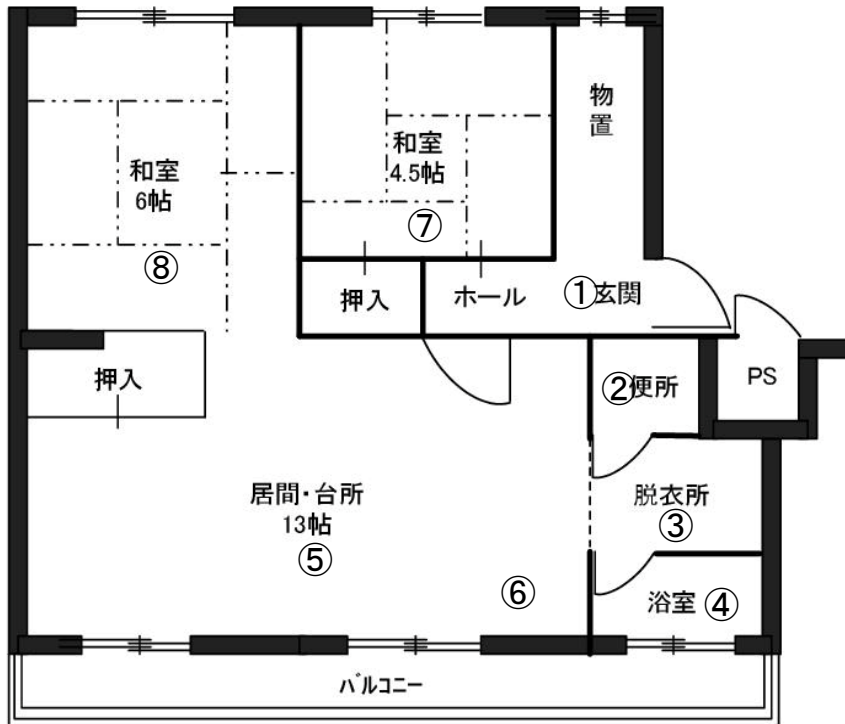 物
置
和室
6帖
和室
4.5帖
⑦
⑧
押入
ホール
①玄関
押入
②便所
PS
居間・台所
13帖
⑤
脱衣所
③
⑥
浴室④
バルコニー